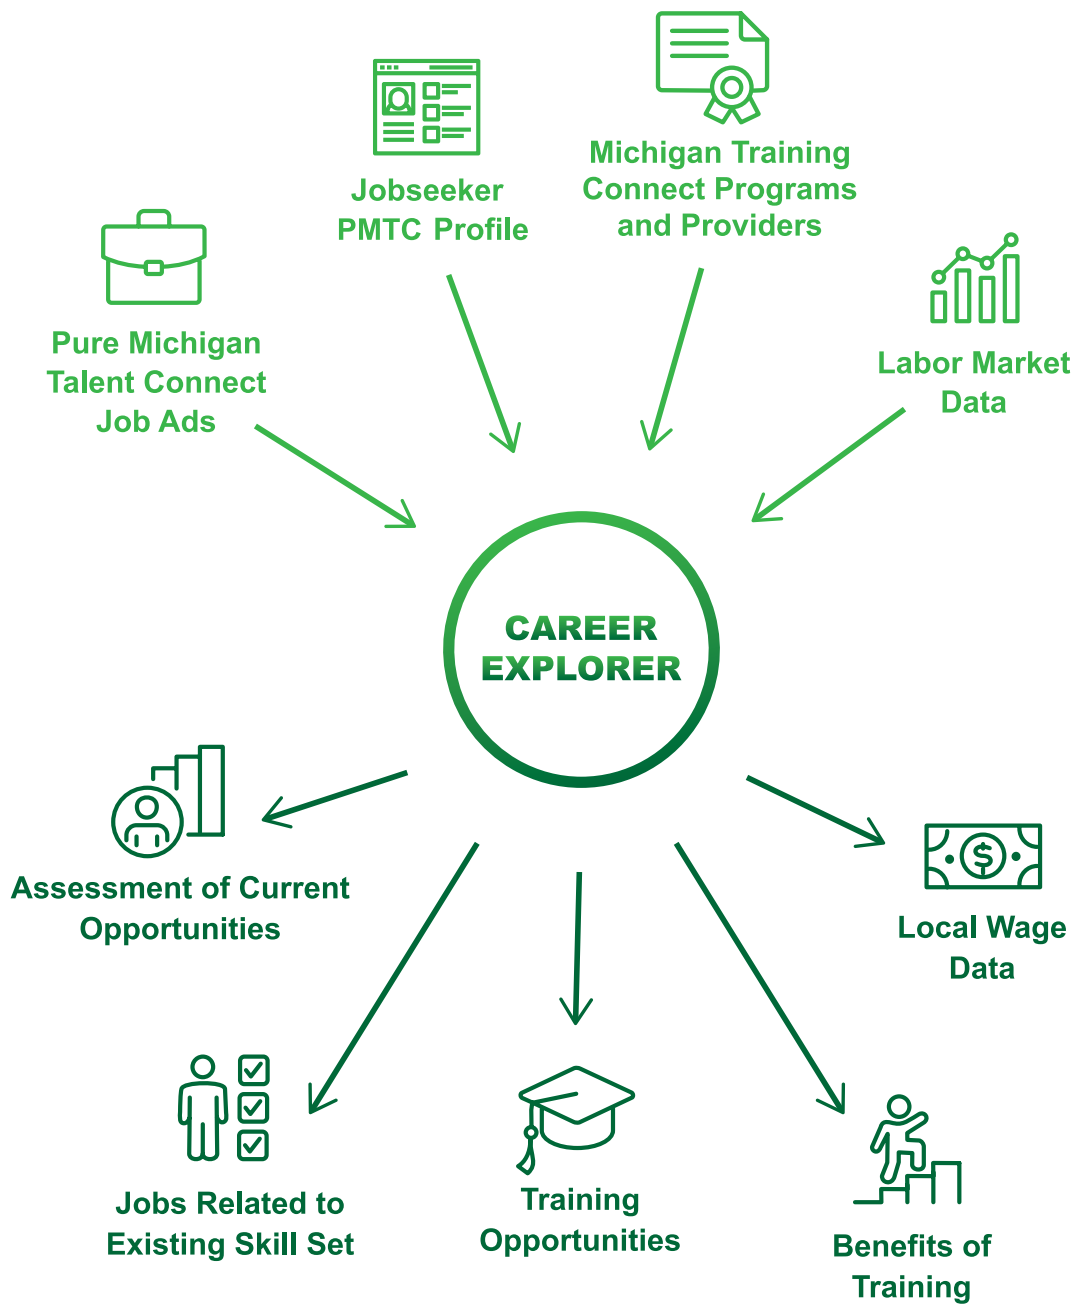 Michigan Training
Connect Programs
and Providers
Jobseeker
PMTC Profile
Pure Michigan
Talent Connect
Job Ads
Labor Market
Data
CAREER
EXPLORER
Assessment of Current
Opportunities
$
Local Wage
Data
Jobs Related to
Existing Skill Set
Training
Opportunities
Benefits of
Training